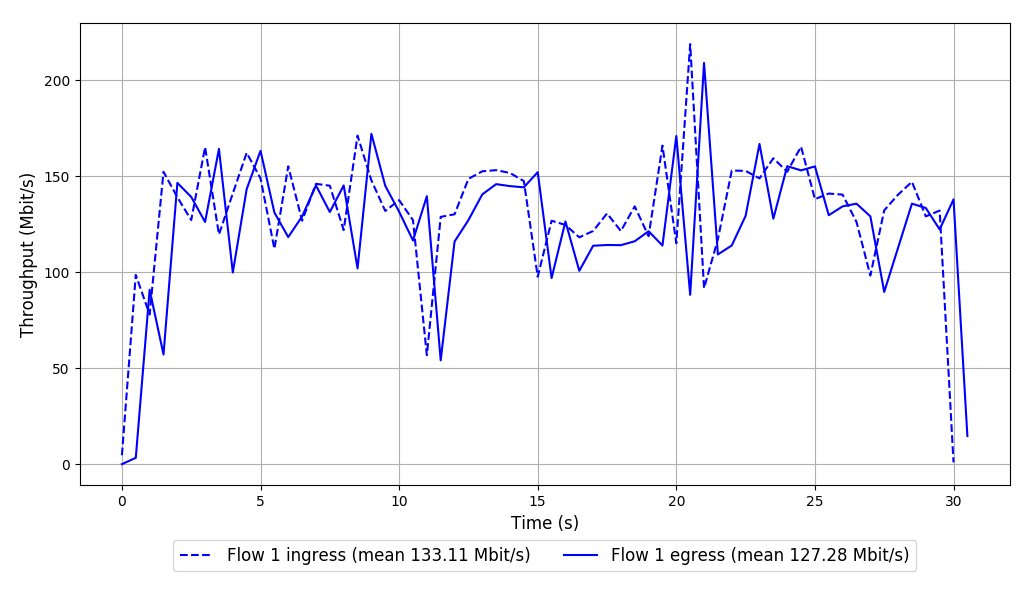 Throughput (Mbit/s)
200
150
100
50
0
0 5 10 15 20 25 30
Time (s)
Flow 1 ingress (mean 133.11 Mbit/s) Flow 1 egress (mean 127.28 Mbit/s)